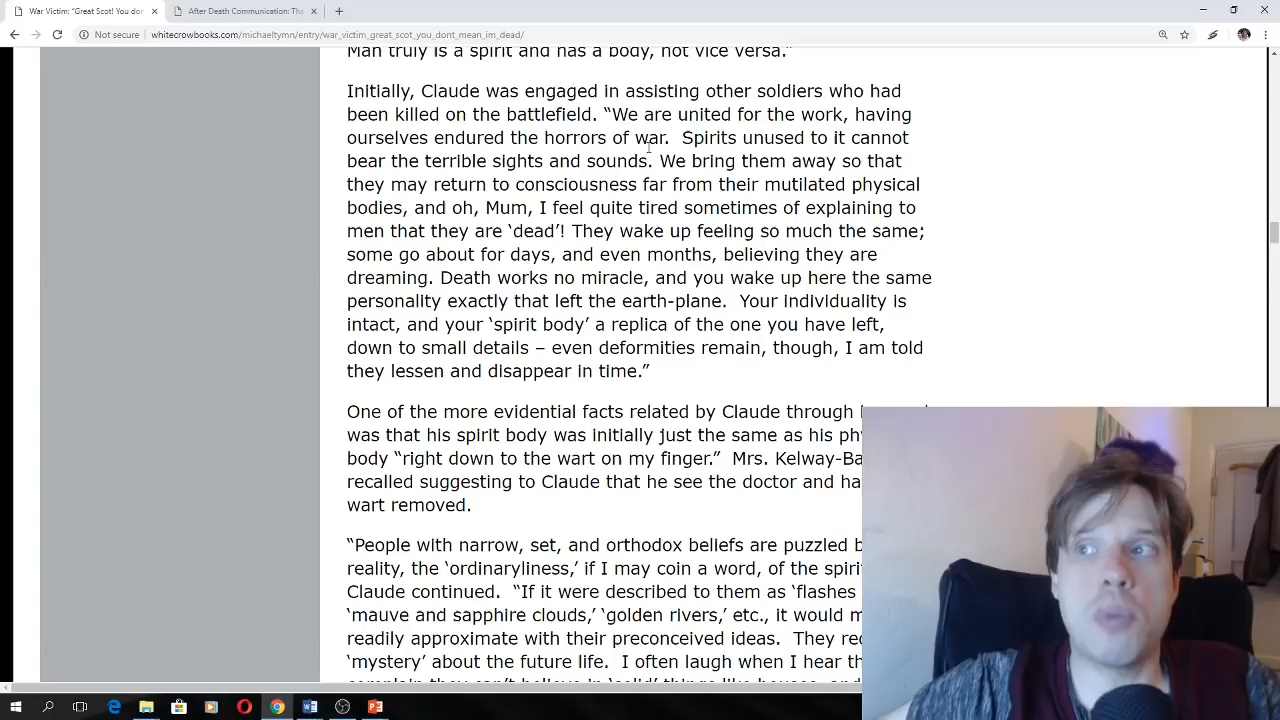 War Victim: “Great Scot! You don
After Death Communication: The
Not secure
whitecrowbooks.com/michaeltymn/entry/war_victim_great_scot_you_dont_mean_im_dead/
Man truly is a spirit and has a body, not vice versa.”
Initially, Claude was engaged in assisting other soldiers who had
been killed on the battlefield. “We are united for the work, having
ourselves endured the horrors of war.  Spirits unused to it cannot
bear the terrible sights and sounds. We bring them away so that
they may return to consciousness far from their mutilated physical
bodies, and oh, Mum, I feel quite tired sometimes of explaining to
men that they are ‘dead’! They wake up feeling so much the same;
some go about for days, and even months, believing they are
dreaming. Death works no miracle, and you wake up here the same
personality exactly that left the earth-plane.  Your individuality is
intact, and your ‘spirit body’ a replica of the one you have left,
down to small details – even deformities remain, though, I am told
they lessen and disappear in time.”
One of the more evidential facts related by Claude through
was that his spirit body was initially just the same as his
body “right down to the wart on my finger.”  Mrs. Kelway-Ba
recalled suggesting to Claude that he see the doctor and
wart removed.
“People with narrow, set, and orthodox beliefs are puzzled
reality, the ‘ordinaryliness,’ if I may coin a word, of the
Claude continued.  “If it were described to them as ‘flashes
‘mauve and sapphire clouds,’ ‘golden rivers,’ etc., it would
readily approximate with their preconceived ideas.  They
‘mystery’ about the future life.  I often laugh when I hear